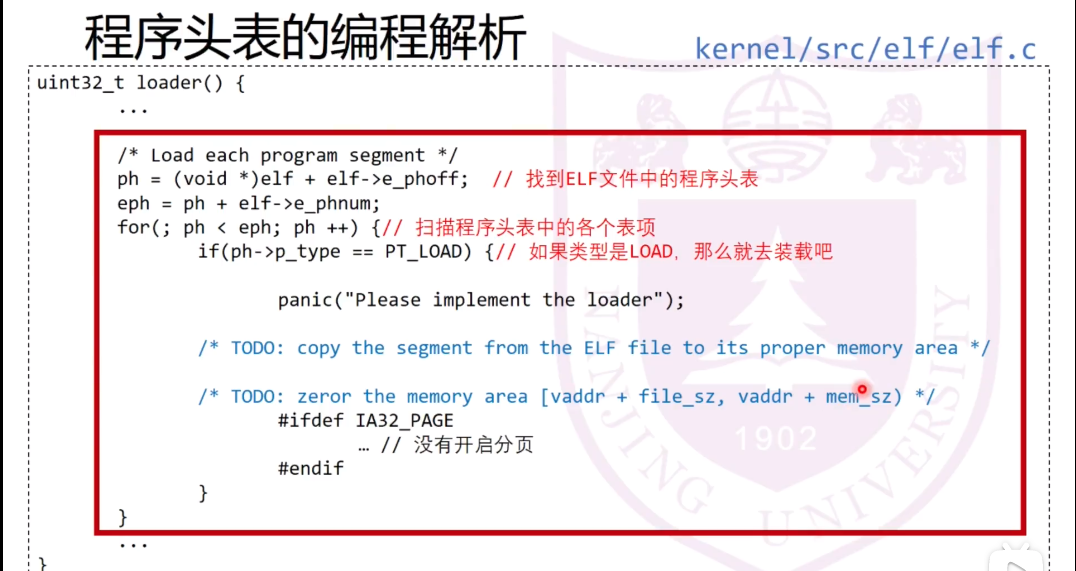 程序头表的编程解析
kernel/src/elf/elf.c
uint32_t loader() {
...
/* Load each program segment */
ph = (void *)elf + elf->e_phoff; // 找到ELF文件中的程序头表
eph = ph + elf->e_phnum;
for(; ph < eph; ph ++) {// 扫描程序头表中的各个表项
if(ph->p_type == PT_LOAD) {// 如果类型是LOAD，那么就去装载吧
panic("Please implement the loader");
/* TODO: copy the segment from the ELF file to its proper memory area */
/* TODO: zeror the memory area [vaddr + file_sz, vaddr + mem_sz) */
#ifdef IA32_PAGE
… // 没有开启分页
#endif
}
}
...
}
1902
NANJING UNIVERSITY